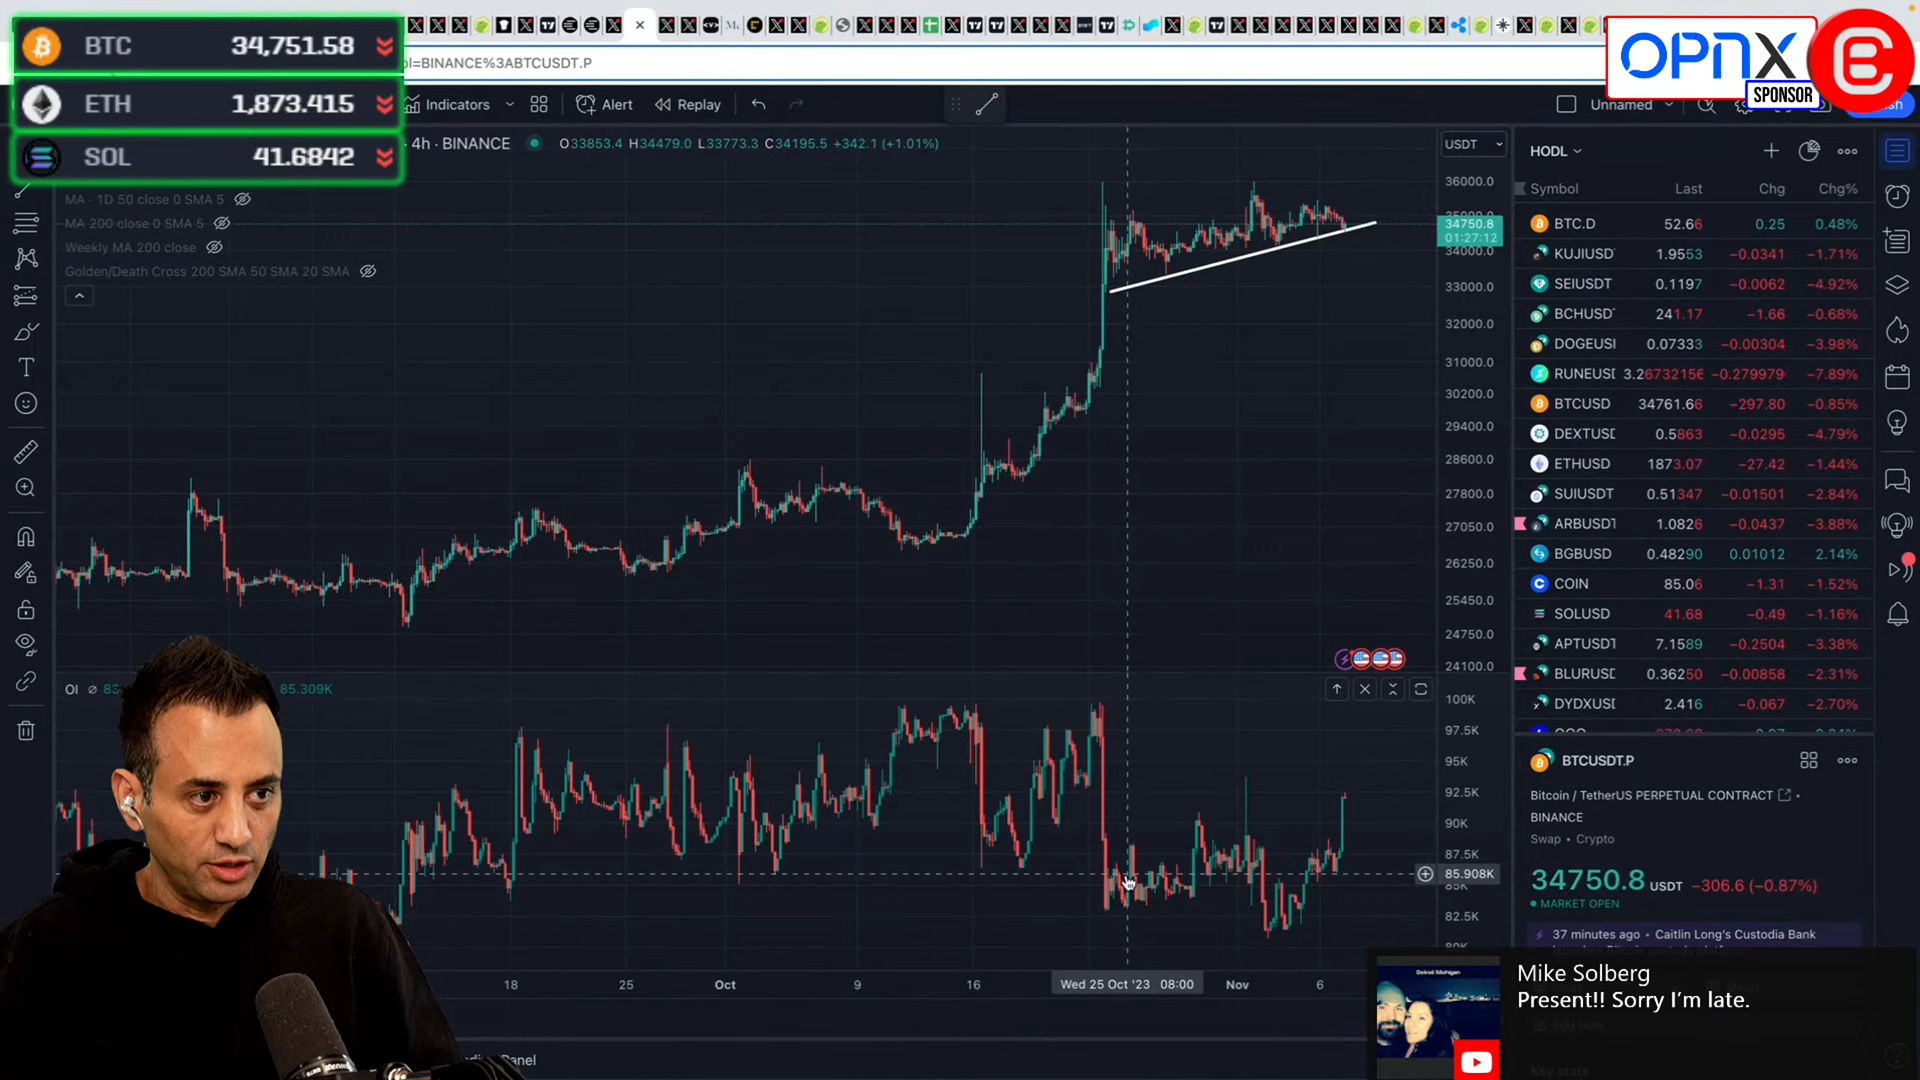 BTC 34,751.58
ETH 1,873.415
SOL 41.6842
ol=BINANCE%3ABTCUSDT.P
OPNX
SPONSOR
Indicators
Alert
Replay
Unnamed
4h · BINANCE O33853.4 H34479.0 L33773.3 C34195.5 +342.1 (+1.01%)
MA · 1D 50 close 0 SMA 5
MA 200 close 0 SMA 5
Weekly MA 200 close
Golden/Death Cross 200 SMA 50 SMA 20 SMA
USDT
36000.0
34750.8
01:27:12
34000.0
33000.0
32000.0
31000.0
30200.0
29400.0
28600.0
27800.0
27050.0
26250.0
25450.0
24750.0
24100.0
OI
85.309K
100K
97.5K
95K
92.5K
90K
87.5K
85.908K
82.5K
18 25 Oct 9 16 Wed 25 Oct '23 08:00 Nov 6
HODL
Symbol Last Chg Chg%
BTC.D 52.66 0.25 0.48%
KUJIUSD 1.9553 −0.0341 −1.71%
SEIUSDT 0.1197 −0.0062 −4.92%
BCHUSD 241.17 −1.66 −0.68%
DOGEUSI 0.07333 −0.00304 −3.98%
RUNEUSI 3.26732156 −0.279979 −7.89%
BTCUSD 34761.66 −297.80 −0.85%
DEXTUSI 0.5863 −0.0295 −4.79%
ETHUSD 1873.07 −27.42 −1.44%
SUIUSDT 0.51347 −0.01501 −2.84%
ARBUSDT 1.0826 −0.0437 −3.88%
BGBUSD 0.48290 0.01012 2.14%
COIN 85.06 −1.31 −1.52%
SOLUSD 41.68 −0.49 −1.16%
APTUSDT 7.1589 −0.2504 −3.38%
BLURUSD 0.36250 −0.00858 −2.31%
DYDXUSI 2.416 −0.067 −2.70%
BTCUSDT.P
Bitcoin / TetherUS PERPETUAL CONTRACT
BINANCE
Swap · Crypto
34750.8 USDT −306.6 (−0.87%)
MARKET OPEN
37 minutes ago · Caitlin Long's Custodia Bank
Mike Solberg
Present!! Sorry I'm late.
Panel